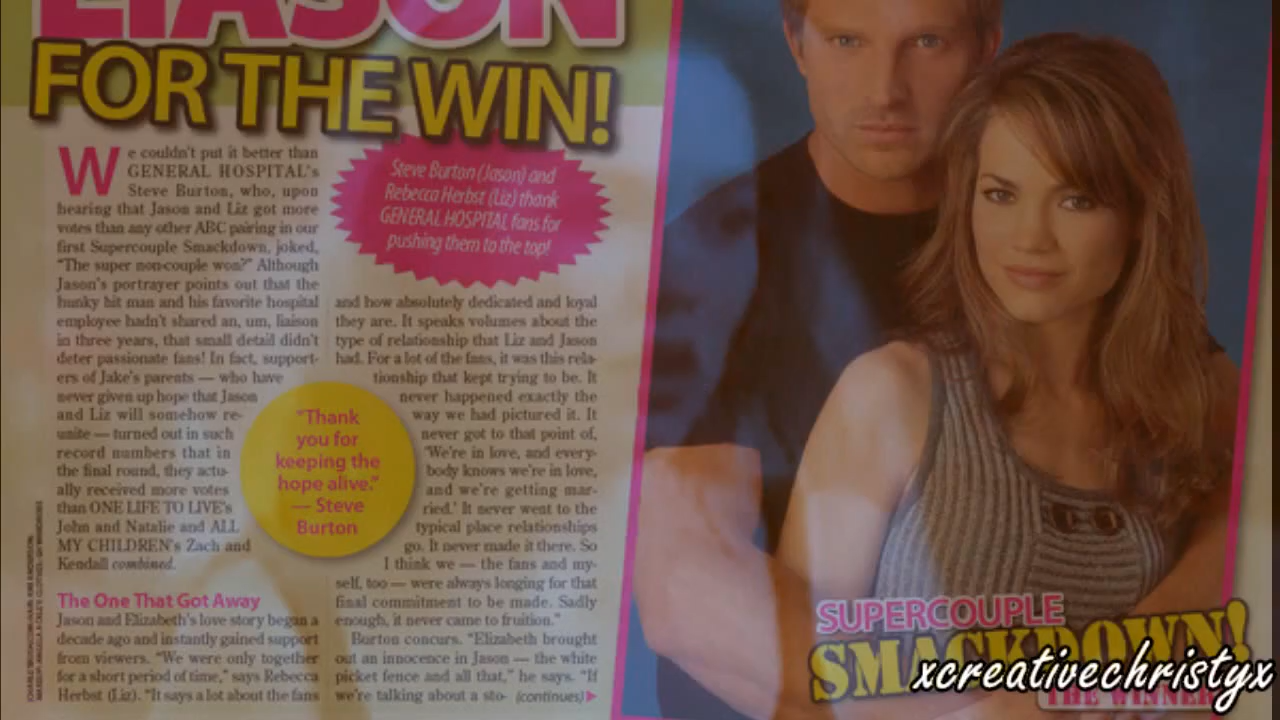 LIASON
FOR THE WIN!
We couldn't put it better than
GENERAL HOSPITAL's
Steve Burton, who, upon
hearing that Jason and Liz got more
votes than any other ABC pairing in our
first Supercouple Smackdown, joked,
"The super non-couple won?" Although
Jason's portrayer points out that the
hunky hit man and his favorite hospital
employee hadn't shared an, um, liaison
in three years, that small detail didn't
deter passionate fans! In fact, support-
ers of Jake's parents — who have
never given up hope that Jason
and Liz will somehow re-
unite — turned out in such
record numbers that in
the final round, they actu-
ally received more votes
than ONE LIFE TO LIVE's
John and Natalie and ALL
MY CHILDREN's Zach and
Kendall combined.
The One That Got Away
Jason and Elizabeth's love story began a
decade ago and instantly gained support
from viewers. "We were only together
for a short period of time," says Rebecca
Herbst (Liz). "It says a lot about the fans
Steve Burton (Jason) and
Rebecca Herbst (Liz) thank
GENERAL HOSPITAL fans for
pushing them to the top!
and how absolutely dedicated and loyal
they are. It speaks volumes about the
type of relationship that Liz and Jason
had. For a lot of the fans, it was this rela-
tionship that kept trying to be. It
never happened exactly the
way we had pictured it. It
never got to that point of,
'We're in love, and every-
body knows we're in love,
and we're getting mar-
ried.' It never went to the
typical place relationships
go. It never made it there. So
I think we — the fans and my-
self, too — were always longing for that
final commitment to be made. Sadly
enough, it never came to fruition."
Burton concurs. "Elizabeth brought
out an innocence in Jason — the white
picket fence and all that," he says. "If
we're talking about a sto- (continues)
"Thank
you for
keeping the
hope alive."
— Steve
Burton
SUPERCOUPLE
SMACKDOWN!
THE WINNER
xcreativechristyx